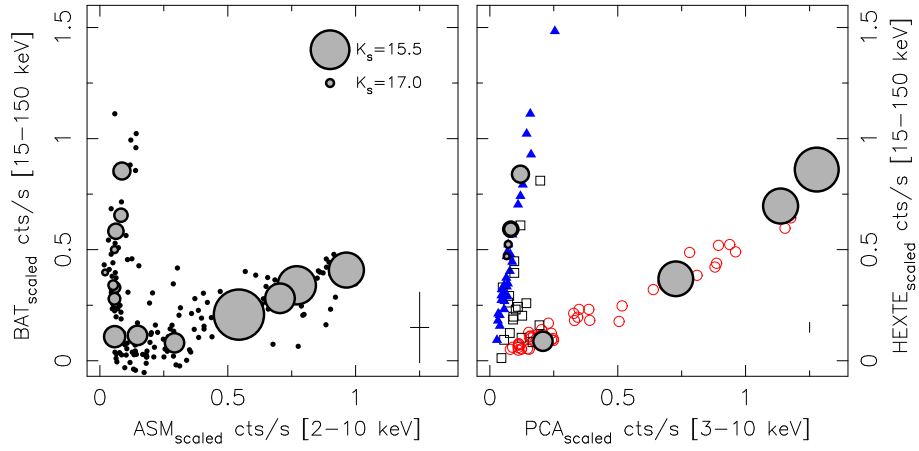 BAT_scaled cts/s [15−150 keV]
1.5
1
0.5
0
K_s=15.5
K_s=17.0
0 0.5 1
ASM_scaled cts/s [2−10 keV]
0 0.5 1
PCA_scaled cts/s [3−10 keV]
1.5
1
0.5
0
HEXTE_scaled cts/s [15−150 keV]